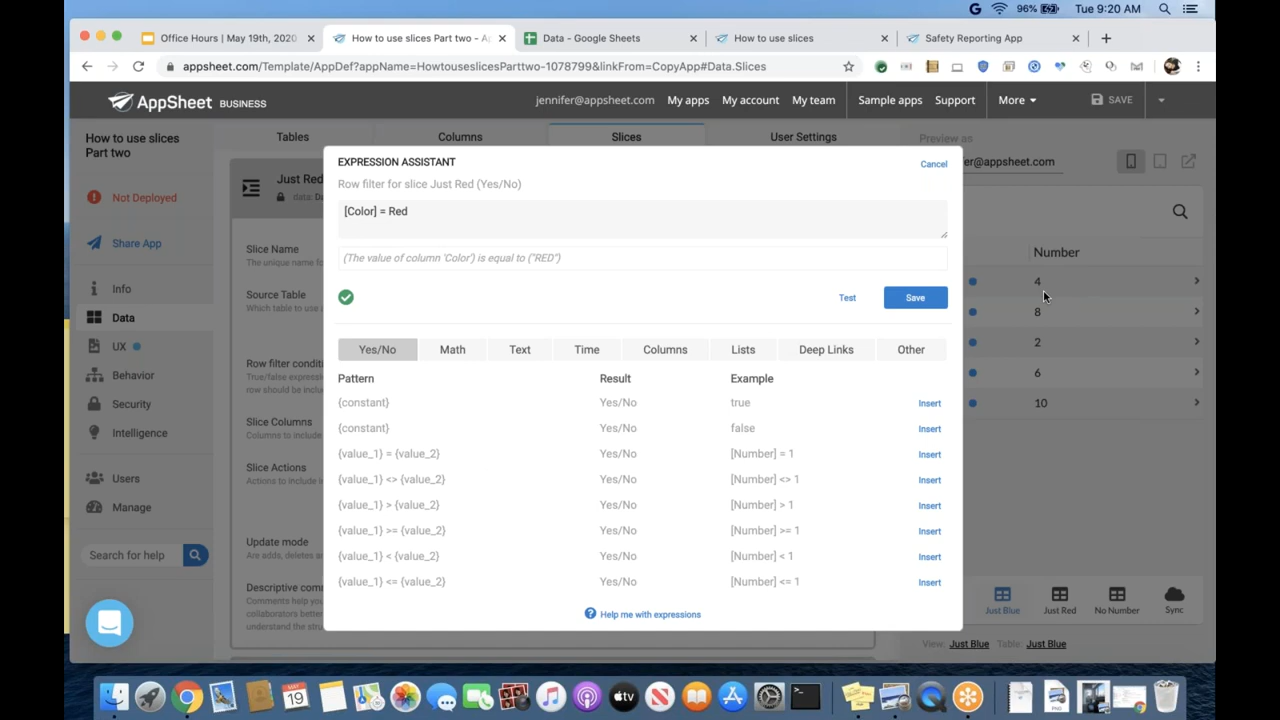 96% Tue 9:20 AM
Office Hours | May 19th, 2020
How to use slices Part two - A
Data - Google Sheets
How to use slices
Safety Reporting App
appsheet.com/Template/AppDef?appName=HowtouseslicesParttwo-1078799&linkFrom=CopyApp#Data.Slices
AppSheet BUSINESS
jennifer@appsheet.com My apps My account My team Sample apps Support More SAVE
How to use slices
Part two
Not Deployed
Share App
Info
Data
UX
Behavior
Security
Intelligence
Users
Manage
Search for help
Tables Columns Slices User Settings
Just Red
data: Da
Slice Name
The unique name fo
Source Table
Which table to use
Row filter condit
True/false express
row should be inclu
Slice Columns
Columns to include
Slice Actions
Actions to include i
Update mode
Are adds, deletes a
Descriptive com
Comments help yo
collaborators bette
understand the stru
EXPRESSION ASSISTANT
Cancel
Row filter for slice Just Red (Yes/No)
[Color] = Red
(The value of column 'Color') is equal to ("RED")
Test Save
Yes/No Math Text Time Columns Lists Deep Links Other
Pattern Result Example
{constant} Yes/No true Insert
{constant} Yes/No false Insert
{value_1} = {value_2} Yes/No [Number] = 1 Insert
{value_1} <> {value_2} Yes/No [Number] <> 1 Insert
{value_1} > {value_2} Yes/No [Number] > 1 Insert
{value_1} >= {value_2} Yes/No [Number] >= 1 Insert
{value_1} < {value_2} Yes/No [Number] < 1 Insert
{value_1} <= {value_2} Yes/No [Number] <= 1 Insert
Help me with expressions
Preview as
er@appsheet.com
Number
4
8
2
6
10
Just Blue Just Red No Number Sync
View: Just Blue Table: Just Blue
MAY
19
tv